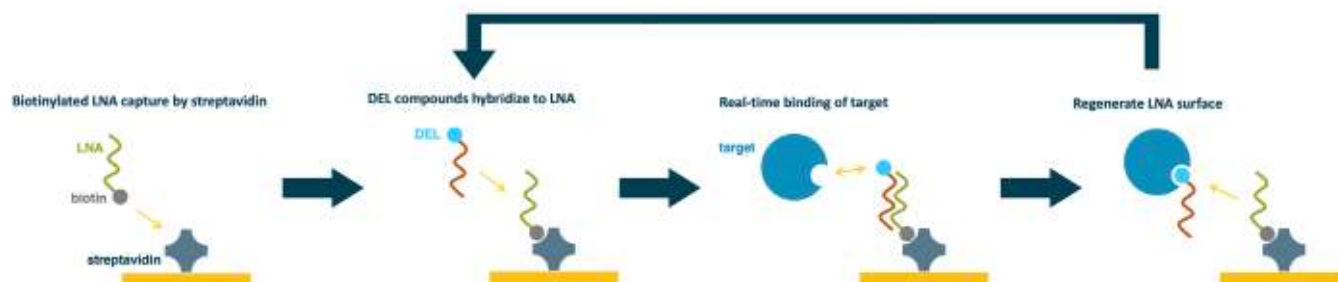 Biotinylated LNA capture by streptavidin
LNA
biotin
streptavidin
DEL compounds hybridize to LNA
DEL
Real-time binding of target
target
Regenerate LNA surface